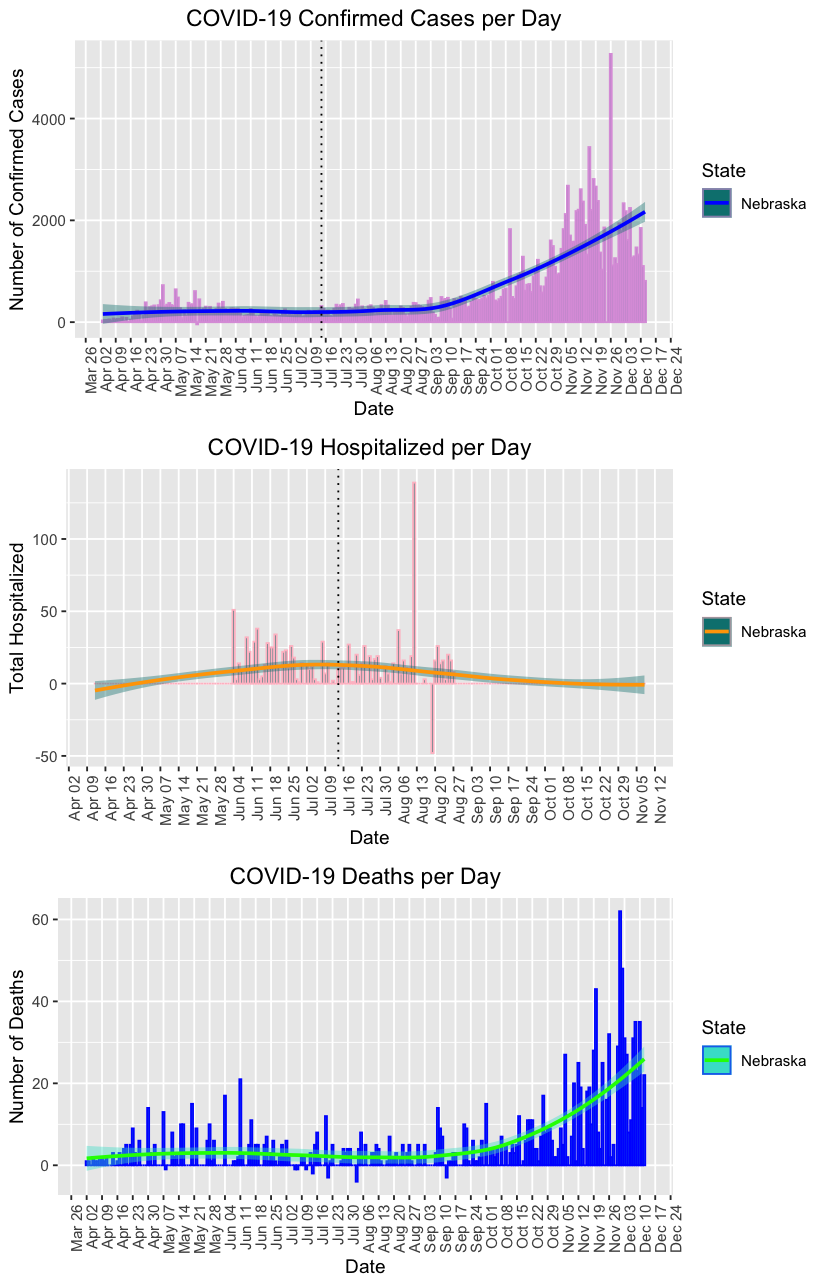 COVID-19 Confirmed Cases per Day
Number of Confirmed Cases
4000
2000
0
Mar 26
Apr 02
Apr 09
Apr 16
Apr 23
Apr 30
May 07
May 14
May 21
May 28
Jun 04
Jun 11
Jun 18
Jun 25
Jul 02
Jul 09
Jul 16
Jul 23
Jul 30
Aug 06
Aug 13
Aug 20
Aug 27
Sep 03
Sep 10
Sep 17
Sep 24
Oct 01
Oct 08
Oct 15
Oct 22
Oct 29
Nov 05
Nov 12
Nov 19
Nov 26
Dec 03
Dec 10
Dec 17
Dec 24
Date
State
Nebraska
COVID-19 Hospitalized per Day
Total Hospitalized
100
50
0
-50
Apr 02
Apr 09
Apr 16
Apr 23
Apr 30
May 07
May 14
May 21
May 28
Jun 04
Jun 11
Jun 18
Jun 25
Jul 02
Jul 09
Jul 16
Jul 23
Jul 30
Aug 06
Aug 13
Aug 20
Aug 27
Sep 03
Sep 10
Sep 17
Sep 24
Oct 01
Oct 08
Oct 15
Oct 22
Oct 29
Nov 05
Nov 12
Date
State
Nebraska
COVID-19 Deaths per Day
Number of Deaths
60
40
20
0
Mar 26
Apr 02
Apr 09
Apr 16
Apr 23
Apr 30
May 07
May 14
May 21
May 28
Jun 04
Jun 11
Jun 18
Jun 25
Jul 02
Jul 09
Jul 16
Jul 23
Jul 30
Aug 06
Aug 13
Aug 20
Aug 27
Sep 03
Sep 10
Sep 17
Sep 24
Oct 01
Oct 08
Oct 15
Oct 22
Oct 29
Nov 05
Nov 12
Nov 19
Nov 26
Dec 03
Dec 10
Dec 17
Dec 24
Date
State
Nebraska